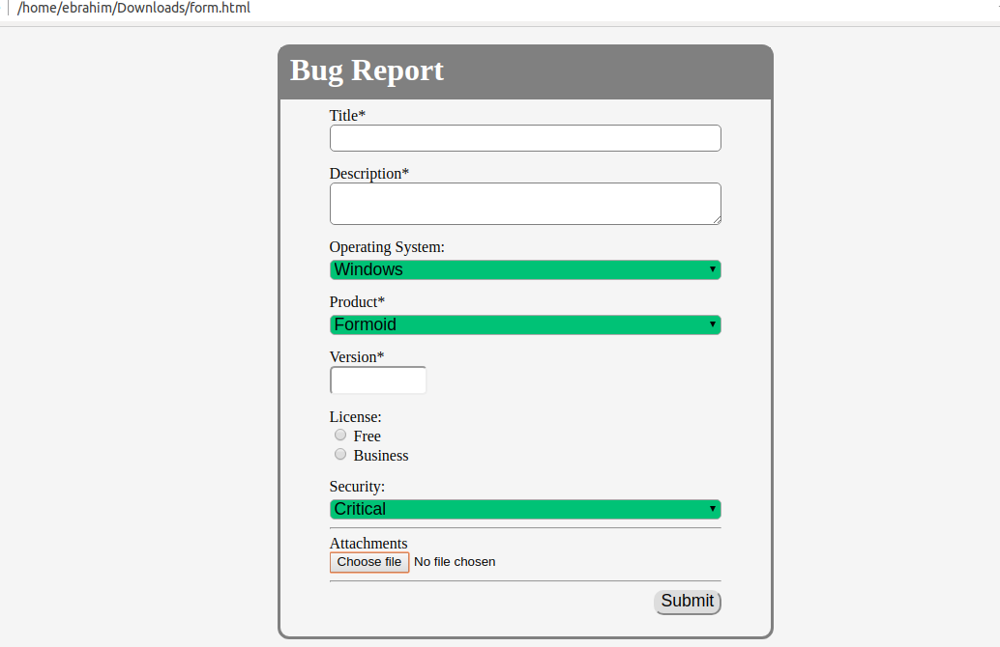 /home/ebrahim/Downloads/form.html
Bug Report
Title*
Description*
Operating System:
Windows
Product*
Formoid
Version*
License:
Free
Business
Security:
Critical
Attachments
Choose file No file chosen
Submit